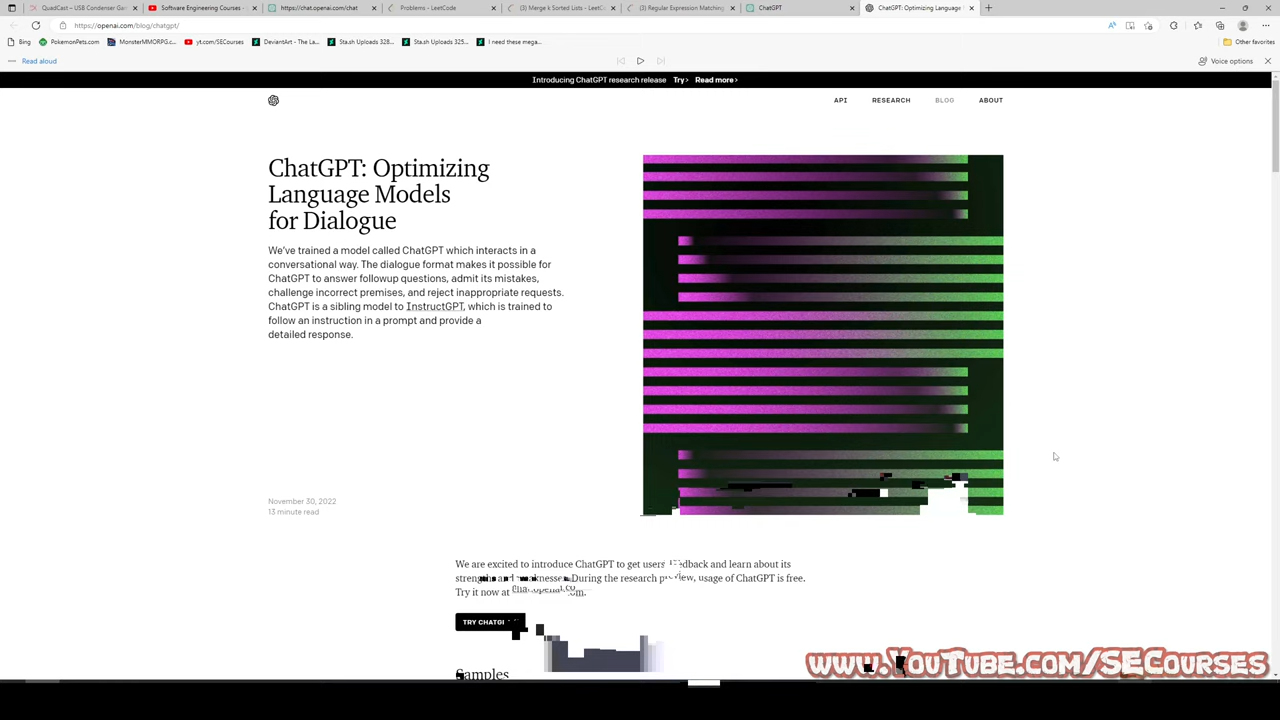 QuadCast – USB Condenser Gam
Software Engineering Courses -
https://chat.openai.com/chat
Problems - LeetCode
(3) Merge k Sorted Lists - LeetC
(3) Regular Expression Matching
ChatGPT
ChatGPT: Optimizing Language
https://openai.com/blog/chatgpt/
Bing
PokemonPets.com
MonsterMMORPG.c...
yt.com/SECourses
DeviantArt - The La...
Sta.sh Uploads 328...
Sta.sh Uploads 325...
I need these mega...
Other favorites
Read aloud
Voice options
Introducing ChatGPT research release Try› Read more›
API RESEARCH BLOG ABOUT
ChatGPT: Optimizing
Language Models
for Dialogue
We've trained a model called ChatGPT which interacts in a
conversational way. The dialogue format makes it possible for
ChatGPT to answer followup questions, admit its mistakes,
challenge incorrect premises, and reject inappropriate requests.
ChatGPT is a sibling model to InstructGPT, which is trained to
follow an instruction in a prompt and provide a
detailed response.
November 30, 2022
13 minute read
We are excited to introduce ChatGPT to get users' feedback and learn about its
strengths and weaknesses. During the research preview, usage of ChatGPT is free.
Try it now at chat.openai.com.
TRY CHATG
Samples
www.YouTube.com/SECourses